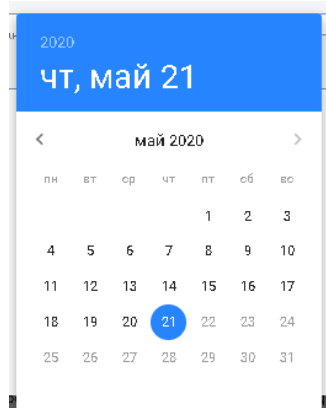 2020
чт, май 21
май 2020
пн вт ср чт пт сб вс
1 2 3
4 5 6 7 8 9 10
11 12 13 14 15 16 17
18 19 20 21 22 23 24
25 26 27 28 29 30 31